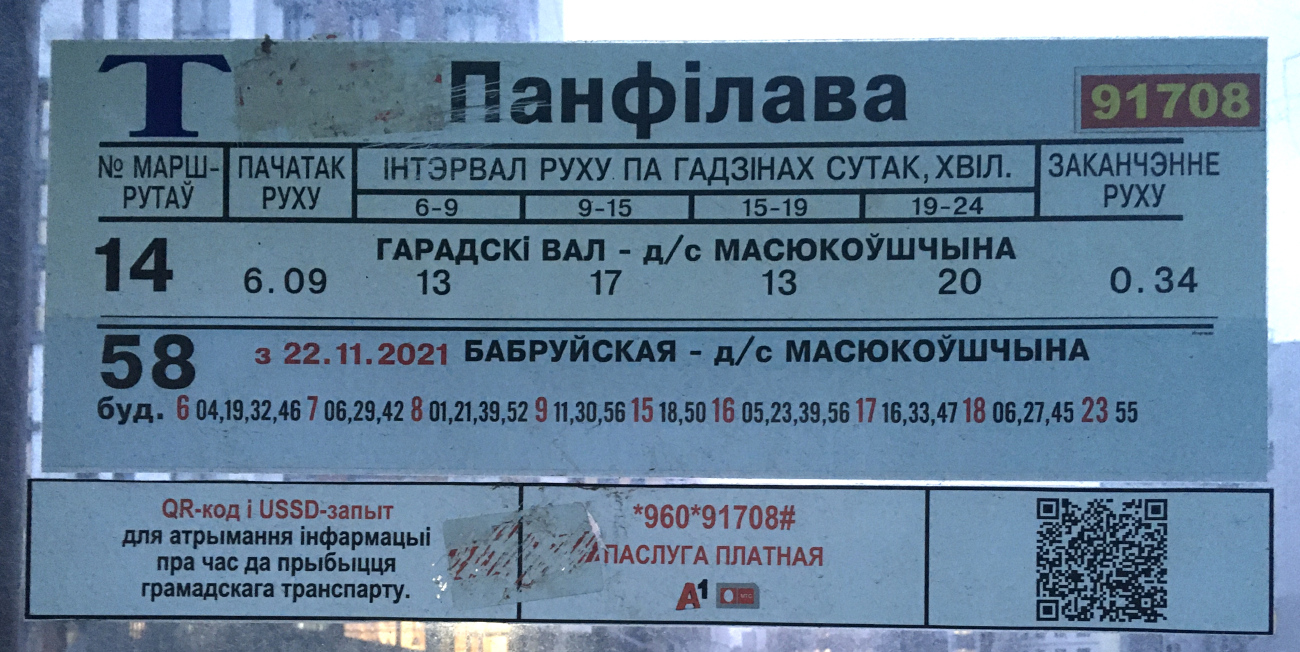 Т Панфілава 91708
№ МАРШ-РУТАЎ ПАЧАТАК РУХУ ІНТЭРВАЛ РУХУ ПА ГАДЗІНАХ СУТАК, ХВІЛ. ЗАКАНЧЭННЕ РУХУ
6-9 9-15 15-19 19-24
14 ГАРАДСКІ ВАЛ - д/с МАСЮКОЎШЧЫНА
6.09 13 17 13 20 0.34
58 з 22.11.2021 БАБРУЙСКАЯ - д/с МАСЮКОЎШЧЫНА
буд. 6 04,19,32,46 7 06,29,42 8 01,21,39,52 9 11,30,56 15 18,50 16 05,23,39,56 17 16,33,47 18 06,27,45 23 55
QR-код і USSD-запыт
для атрымання інфармацыі
пра час да прыбыцця
грамадскага транспарту.
*960*91708#
ПАСЛУГА ПЛАТНАЯ
А1 МТС